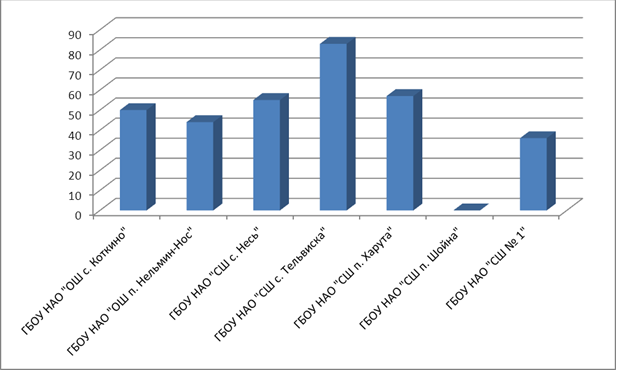 90
80
70
60
50
40
30
20
10
0
ГБОУ НАО "ОШ с. Коткино"
ГБОУ НАО "ОШ п. Нельмин-Нос"
ГБОУ НАО "СШ с. Несь"
ГБОУ НАО "СШ с. Тельвиска"
ГБОУ НАО "СШ п. Харута"
ГБОУ НАО "СШ п. Шойна"
ГБОУ НАО "СШ № 1"